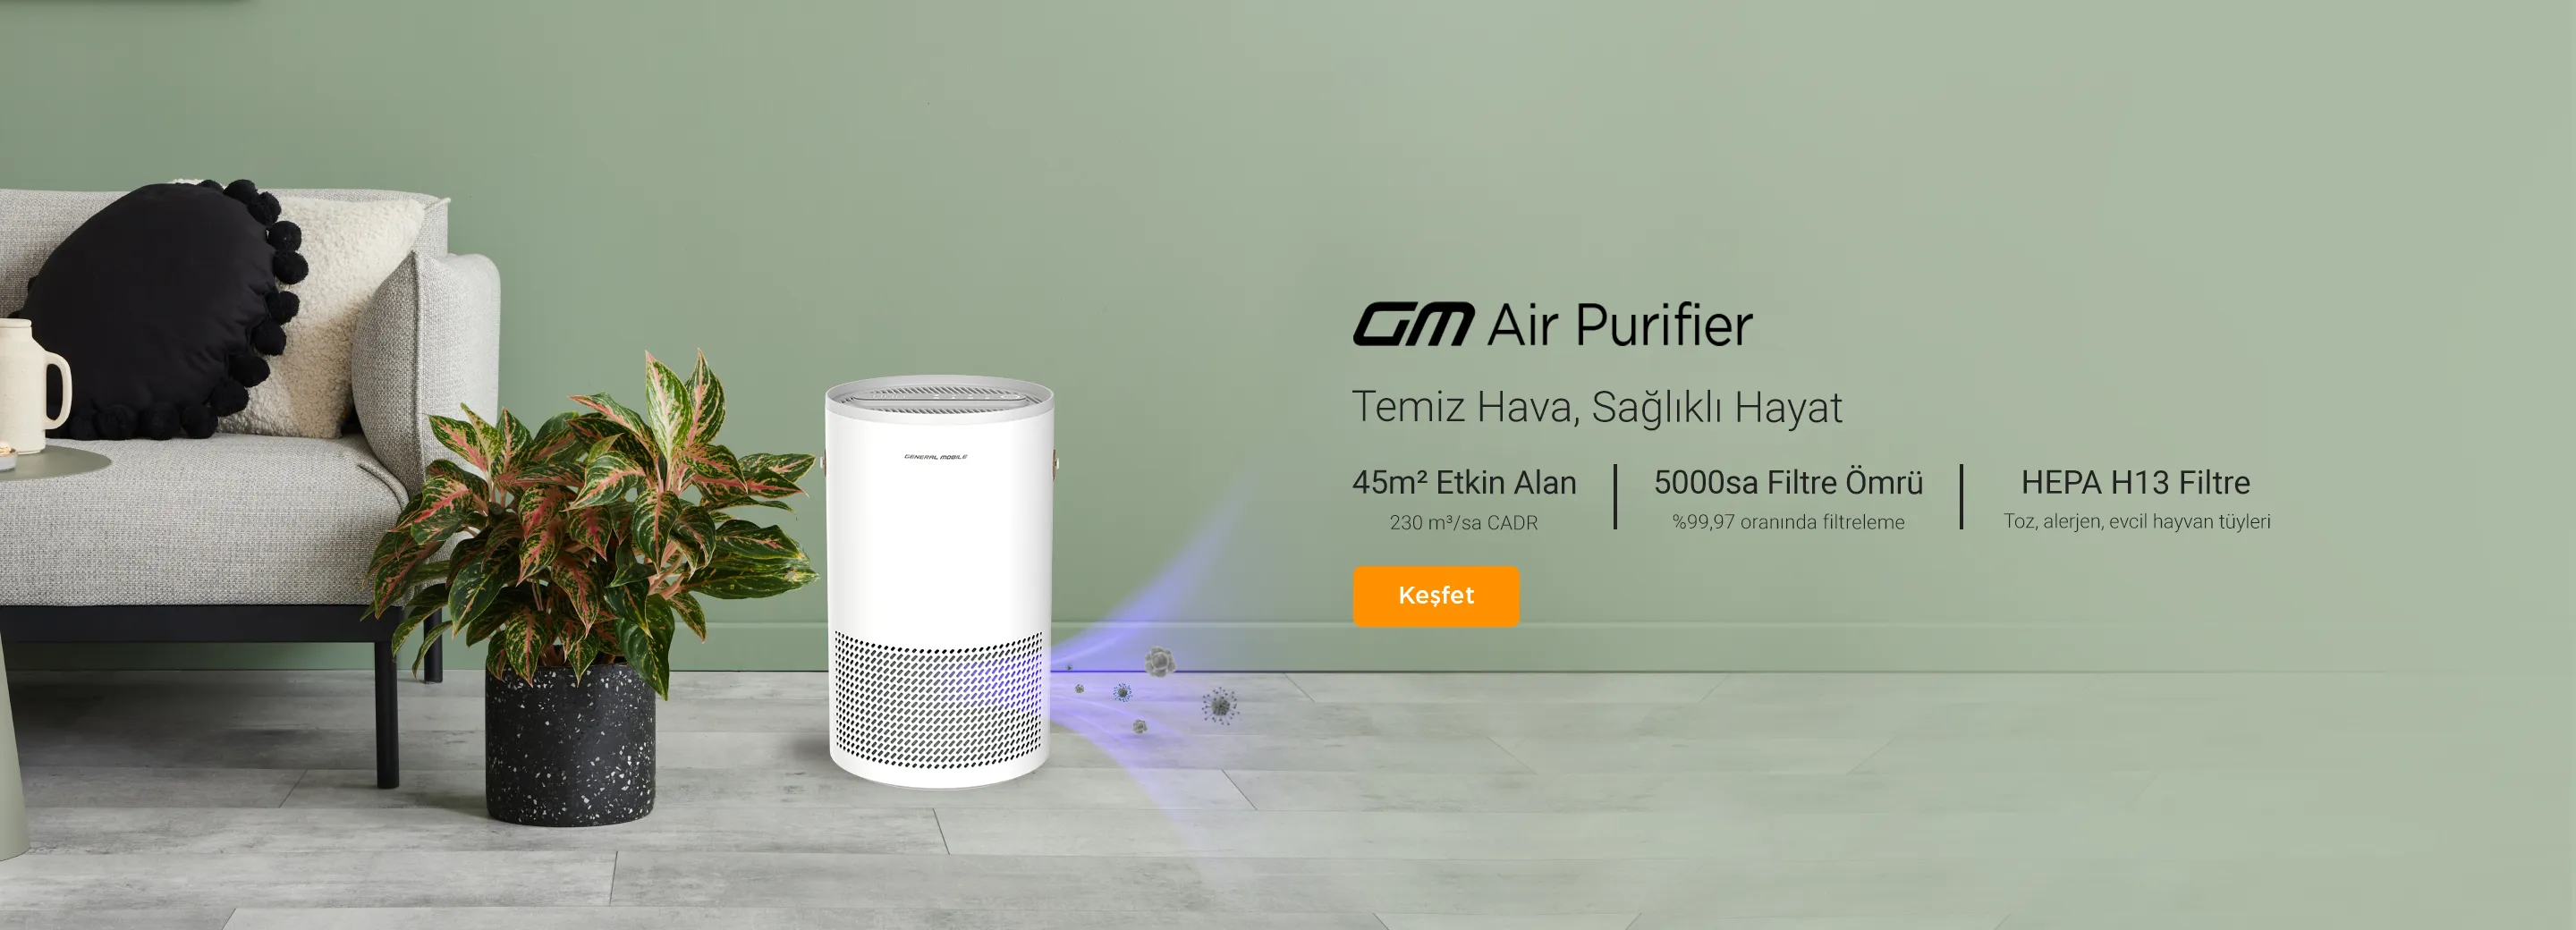 GENERAL MOBILE
GM Air Purifier
Temiz Hava, Sağlıklı Hayat
45m² Etkin Alan
230 m³/sa CADR
5000sa Filtre Ömrü
%99,97 oranında filtreleme
HEPA H13 Filtre
Toz, alerjen, evcil hayvan tüyleri
Keşfet